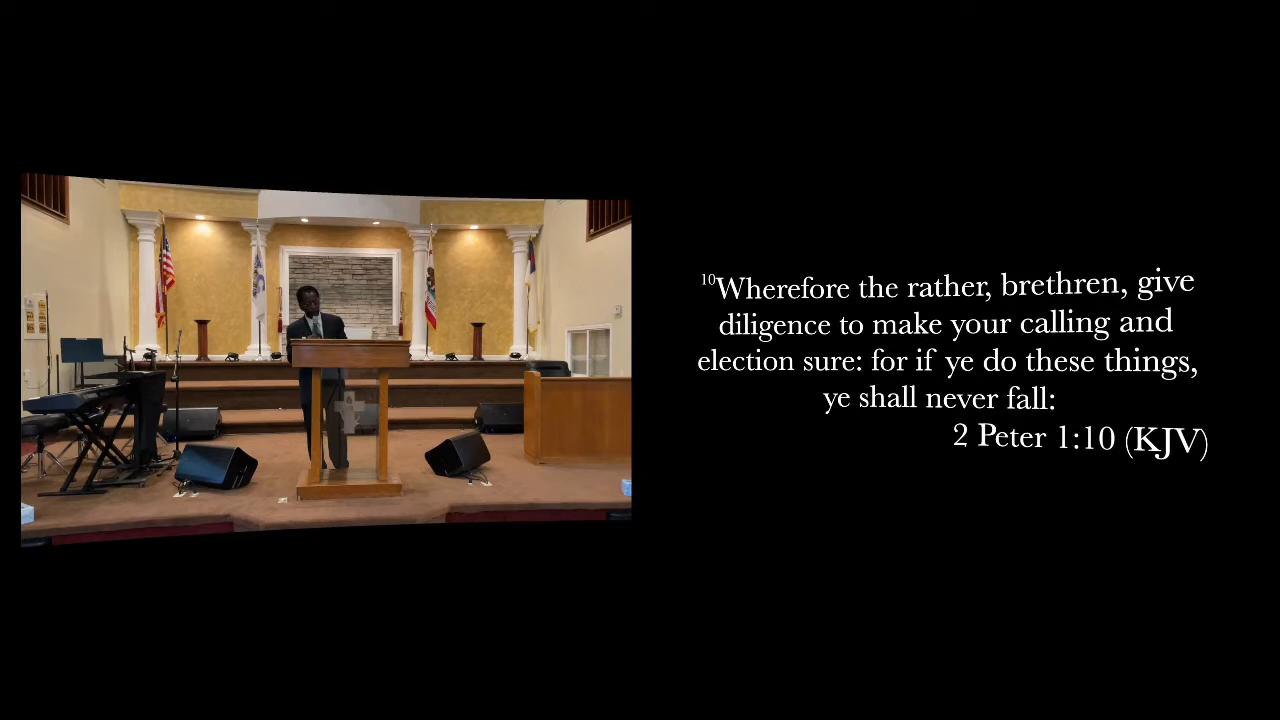 ¹⁰Wherefore the rather, brethren, give
diligence to make your calling and
election sure: for if ye do these things,
ye shall never fall:
2 Peter 1:10 (KJV)